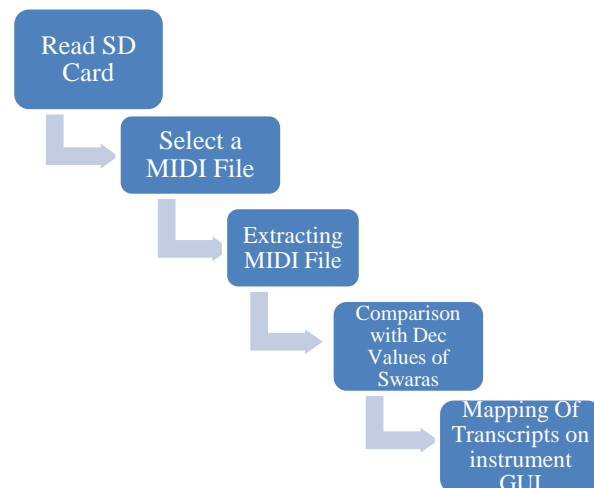 Read SD
Card
Select a
MIDI File
Extracting
MIDI File
Comparison
with Dec
Values of
Swaras
Mapping Of
Transcripts on
instrument
GUI